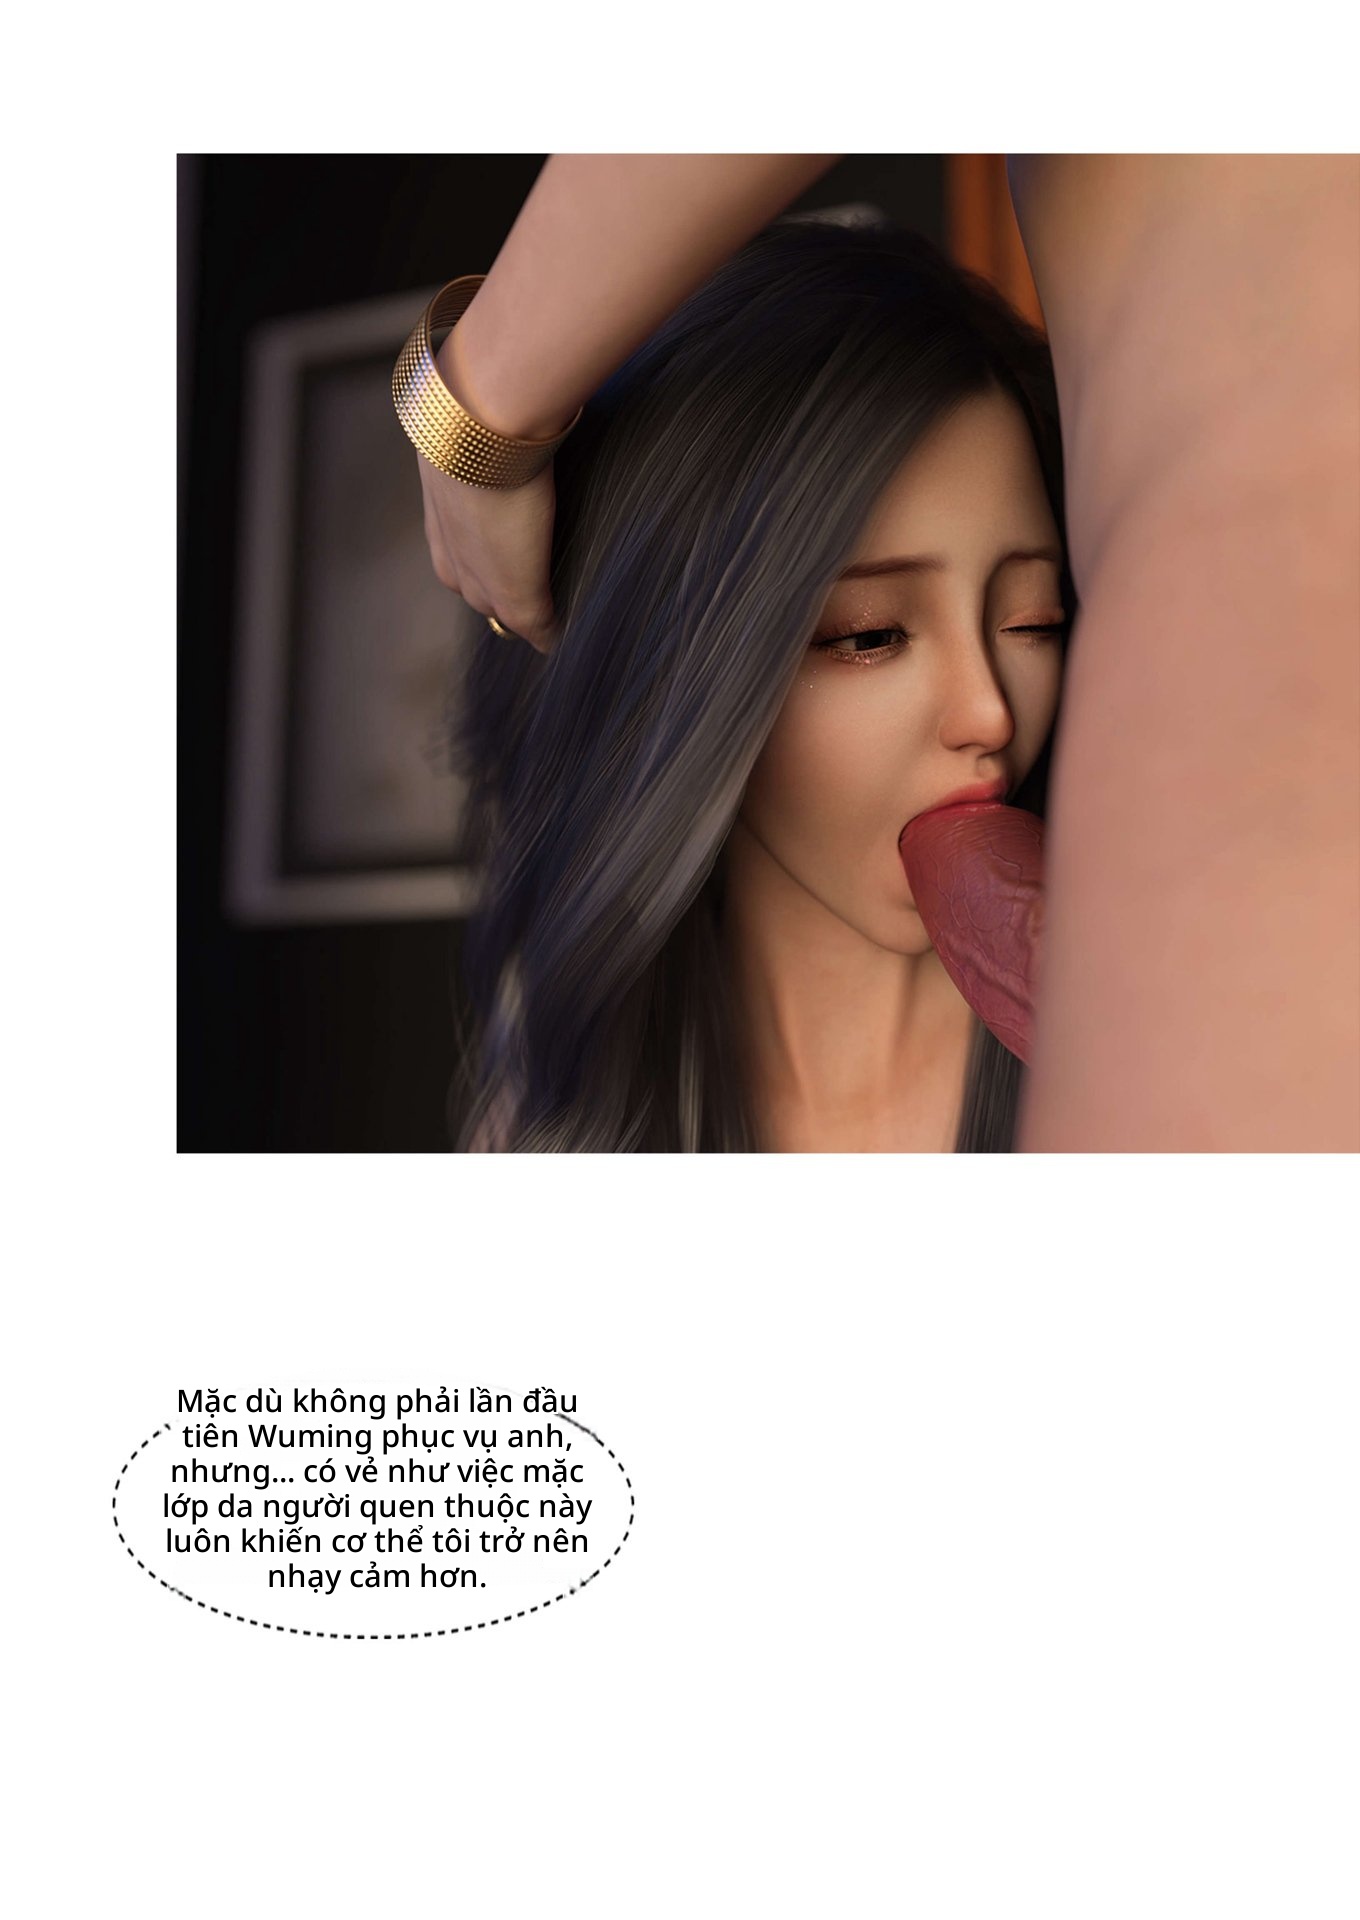 Mặc dù không phải lần đầu
tiên Wuming phục vụ anh,
nhưng... có vẻ như việc mặc
lớp da người quen thuộc này
luôn khiến cơ thể tôi trở nên
nhạy cảm hơn.